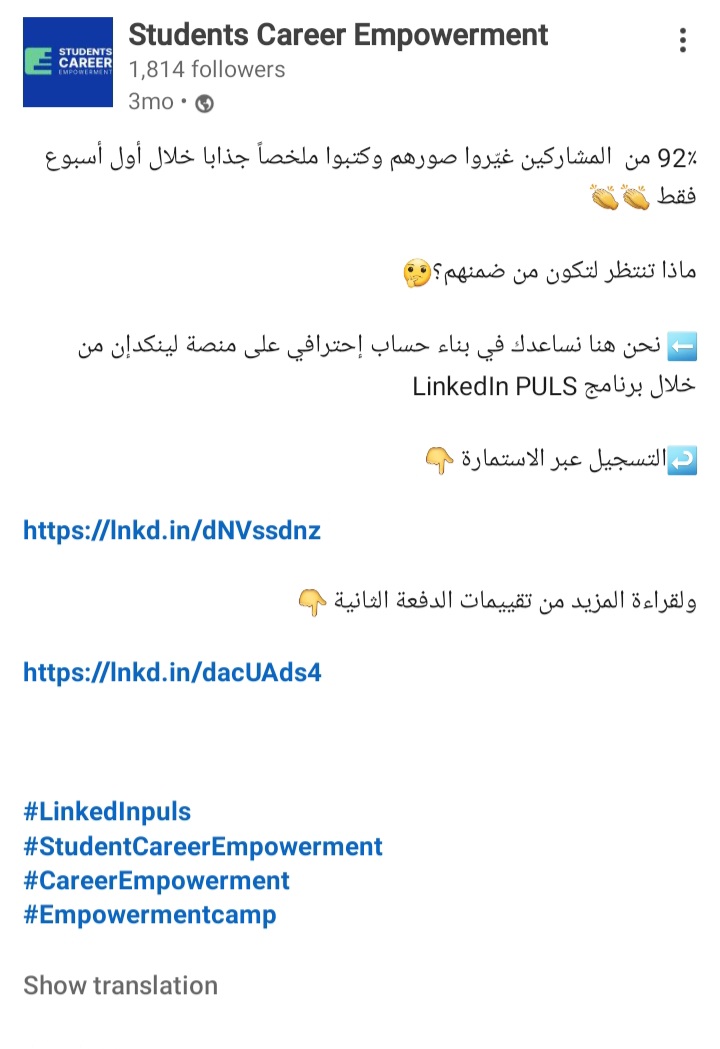 STUDENTS
CAREER
EMPOWERMENT
Students Career Empowerment
1,814 followers
3mo •
92٪ من المشاركين غيّروا صورهم وكتبوا ملخصاً جذابا خلال أول أسبوع
فقط 👏👏
ماذا تنتظر لتكون من ضمنهم؟🤔
⬅️ نحن هنا نساعدك في بناء حساب إحترافي على منصة لينكدإن من
خلال برنامج LinkedIn PULS
↩️التسجيل عبر الاستمارة 👇
https://lnkd.in/dNVssdnz
ولقراءة المزيد من تقييمات الدفعة الثانية 👇
https://lnkd.in/dacUAds4
#LinkedInpuls
#StudentCareerEmpowerment
#CareerEmpowerment
#Empowermentcamp
Show translation